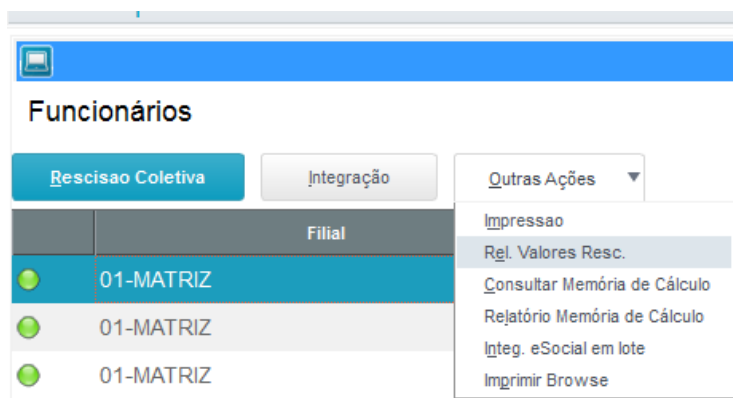 Funcionários
Rescisao Coletiva Integração Outras Ações
Filial
01-MATRIZ
01-MATRIZ
01-MATRIZ
Impressao
Rel. Valores Resc.
Consultar Memória de Cálculo
Relatório Memória de Cálculo
Integ. eSocial em lote
Imprimir Browse